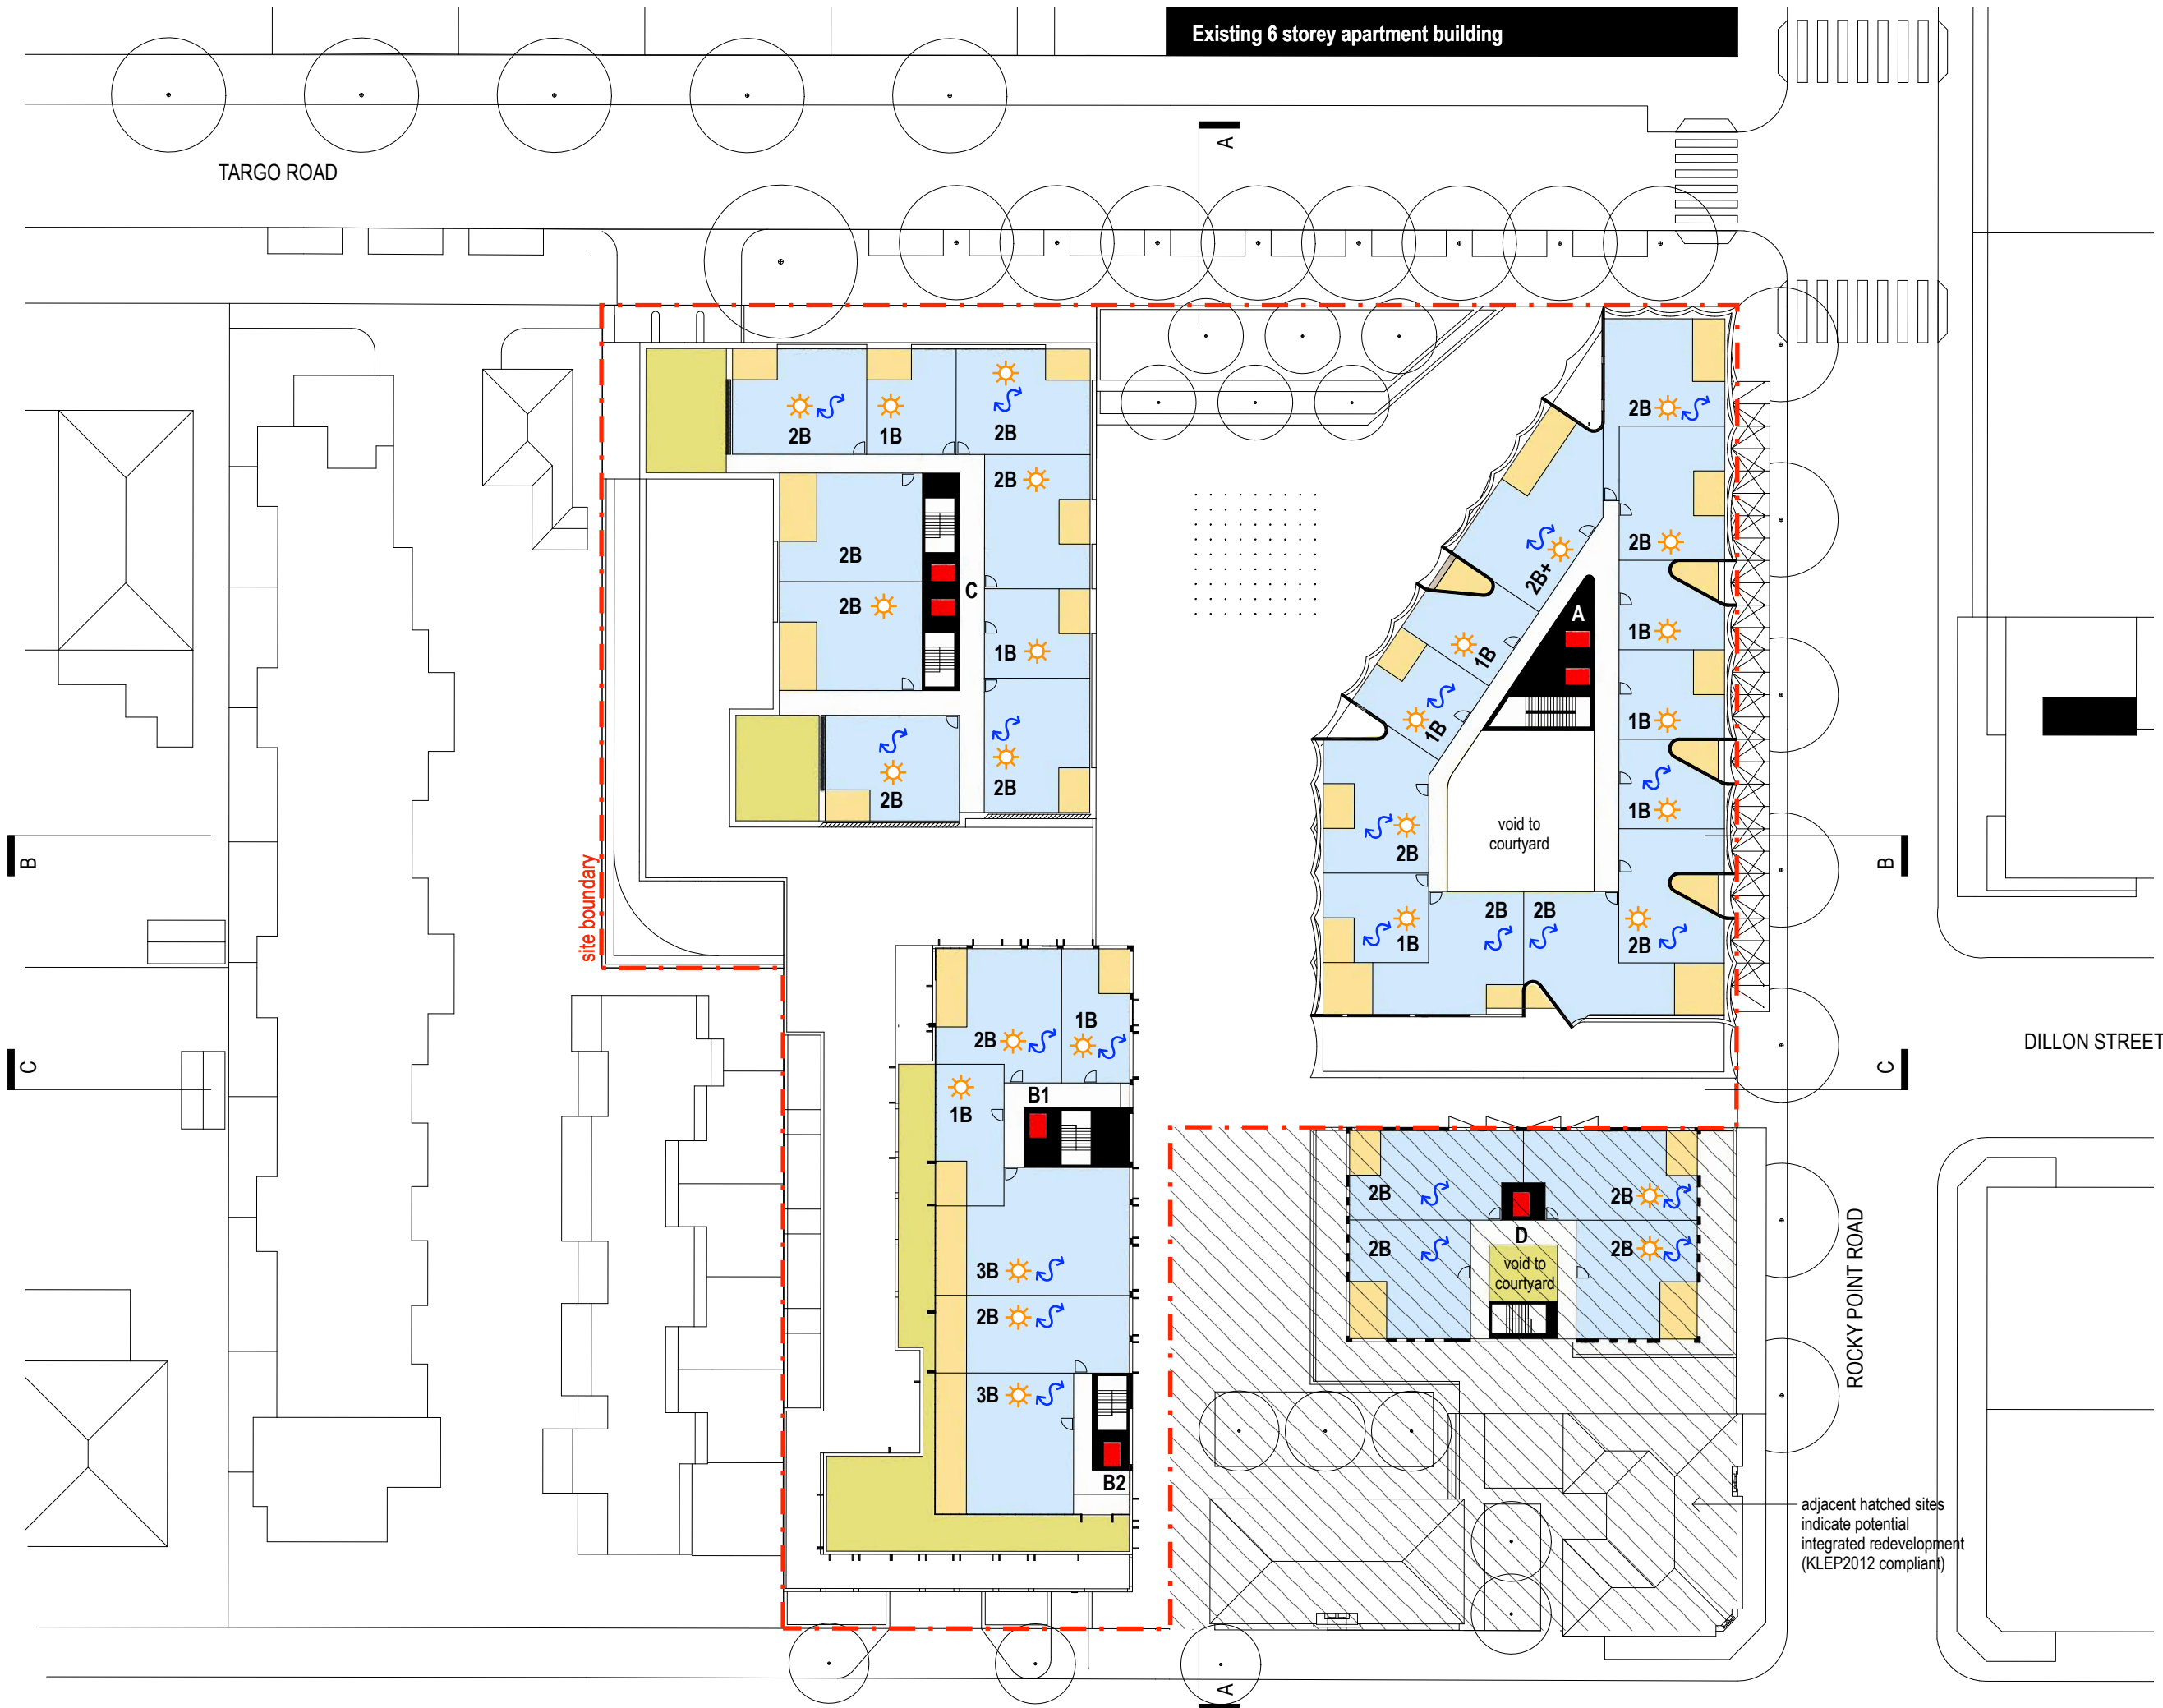 Existing 6 storey apartment building
A
TARGO ROAD
2B
1B
2B
2B
2B
2B
C
1B
2B
2B
2B
2B
2B+
1B
1B
A
1B
1B
1B
void to
courtyard
2B
1B
2B
2B
2B
B
B
site boundary
C
C
DILLON STREET
2B
1B
B1
1B
3B
2B
3B
B2
2B
2B
2B
2B
D
void to
courtyard
ROCKY POINT ROAD
adjacent hatched sites
indicate potential
integrated redevelopment
(KLEP2012 compliant)
A